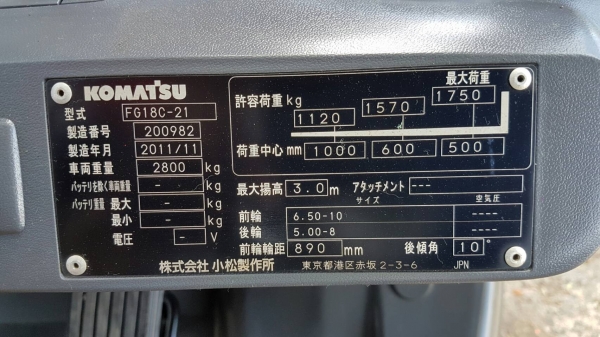 KOMATSU
型式 FG18C-21
製造番号 200982
製造年月 2011/11
車両重量 2800 kg
バッテリを除く車両重量 - kg
バッテリ重量 最大 - kg
最小 - kg
電圧 - V
最大荷重
許容荷重 kg 1120 1570 1750
荷重中心 mm 1000 600 500
最大揚高 3.0 m アタッチメント ---
サイズ 空気圧
前輪 6.50-10 ----
後輪 5.00-8 ----
前輪輪距 890 mm 後傾角 10°
株式会社 小松製作所 東京都港区赤坂2-3-6 JPN